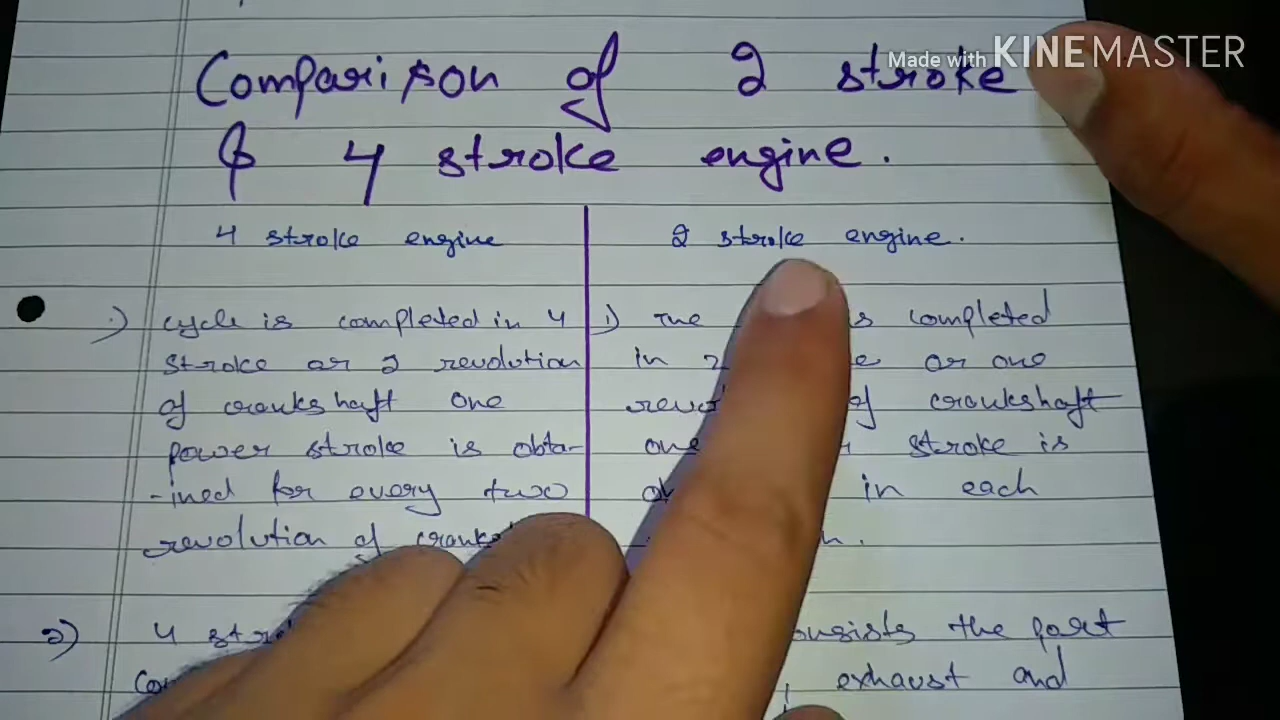 Made with KINEMASTER
Comparison of 2 stroke
& 4 stroke engine.
4 stroke engine
1) cycle is completed in 4
stroke or 2 revolution
of crankshaft one
power stroke is obta-
-ined for every two
revolution of
2) 4
2 stroke engine.
1) The completed
in 2 or one
of crankshaft
one stroke is
in each
the part
exhaust and